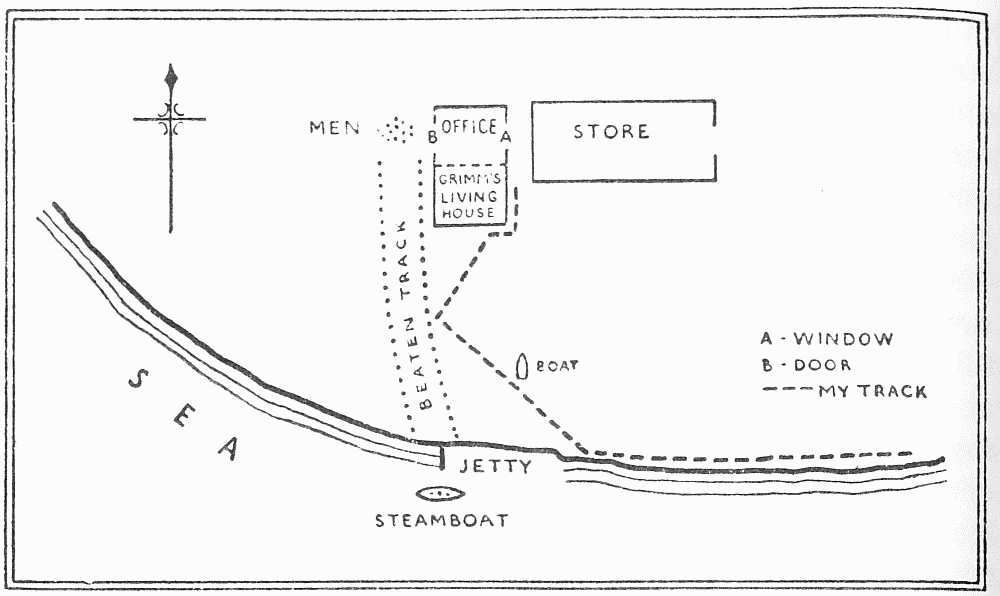 MEN
B OFFICE A
STORE
GRIMM'S
LIVING
HOUSE
BEATEN TRACK
A - WINDOW
B - DOOR
---- MY TRACK
BOAT
SEA
JETTY
STEAMBOAT